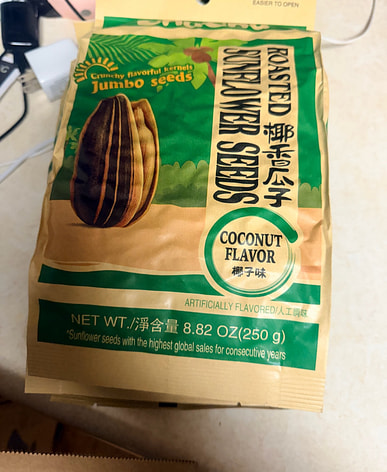 EASIER TO OPEN
Crunchy flavorful kernels
Jumbo seeds
ROASTED
SUNFLOWER SEEDS
椰香瓜子
COCONUT
FLAVOR
椰子味
ARTIFICIALLY FLAVORED/人工調味
NET WT./淨含量 8.82 OZ(250 g)
*Sunflower seeds with the highest global sales for consecutive years